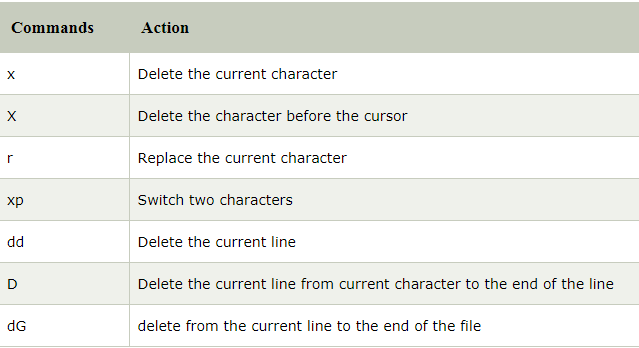 Commands Action
x Delete the current character
X Delete the character before the cursor
r Replace the current character
xp Switch two characters
dd Delete the current line
D Delete the current line from current character to the end of the line
dG delete from the current line to the end of the file